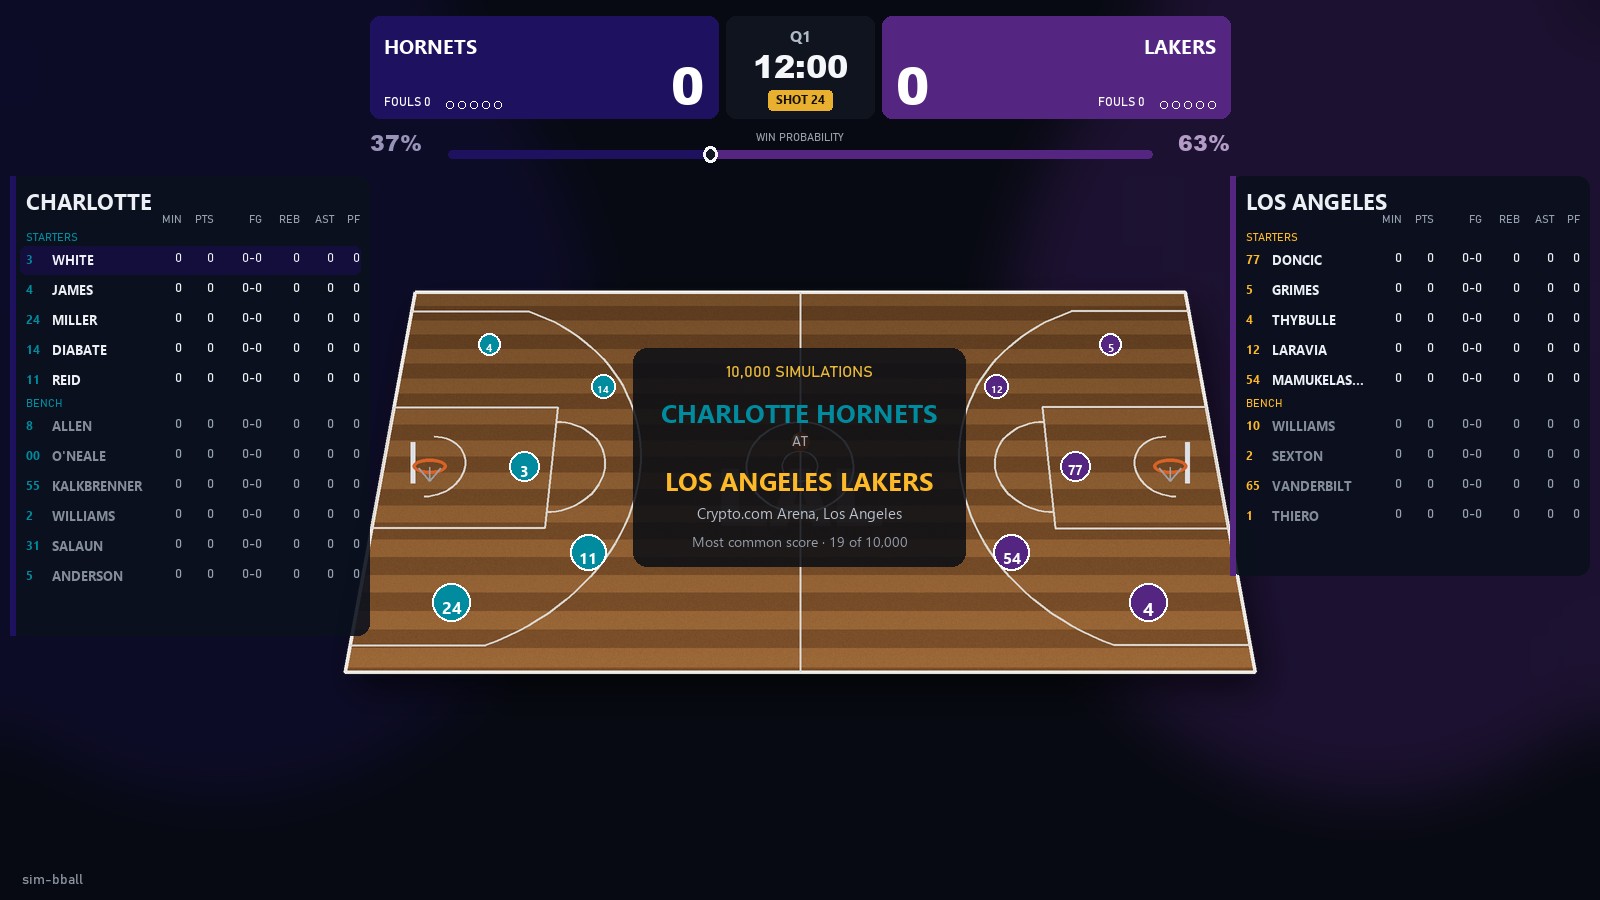 HORNETS
0
FOULS 0
Q1
12:00
SHOT 24
LAKERS
0
FOULS 0
37%
WIN PROBABILITY
63%
CHARLOTTE
MIN PTS FG REB AST PF
STARTERS
3 WHITE 0 0 0-0 0 0 0
4 JAMES 0 0 0-0 0 0 0
24 MILLER 0 0 0-0 0 0 0
14 DIABATE 0 0 0-0 0 0 0
11 REID 0 0 0-0 0 0 0
BENCH
8 ALLEN 0 0 0-0 0 0 0
00 O'NEALE 0 0 0-0 0 0 0
55 KALKBRENNER 0 0 0-0 0 0 0
2 WILLIAMS 0 0 0-0 0 0 0
31 SALAUN 0 0 0-0 0 0 0
5 ANDERSON 0 0 0-0 0 0 0
4
14
3
11
24
10,000 SIMULATIONS
CHARLOTTE HORNETS
AT
LOS ANGELES LAKERS
Crypto.com Arena, Los Angeles
Most common score · 19 of 10,000
5
12
77
54
4
LOS ANGELES
MIN PTS FG REB AST PF
STARTERS
77 DONCIC 0 0 0-0 0 0 0
5 GRIMES 0 0 0-0 0 0 0
4 THYBULLE 0 0 0-0 0 0 0
12 LARAVIA 0 0 0-0 0 0 0
54 MAMUKELAS... 0 0 0-0 0 0 0
BENCH
10 WILLIAMS 0 0 0-0 0 0 0
2 SEXTON 0 0 0-0 0 0 0
65 VANDERBILT 0 0 0-0 0 0 0
1 THIERO 0 0 0-0 0 0 0
sim-bball